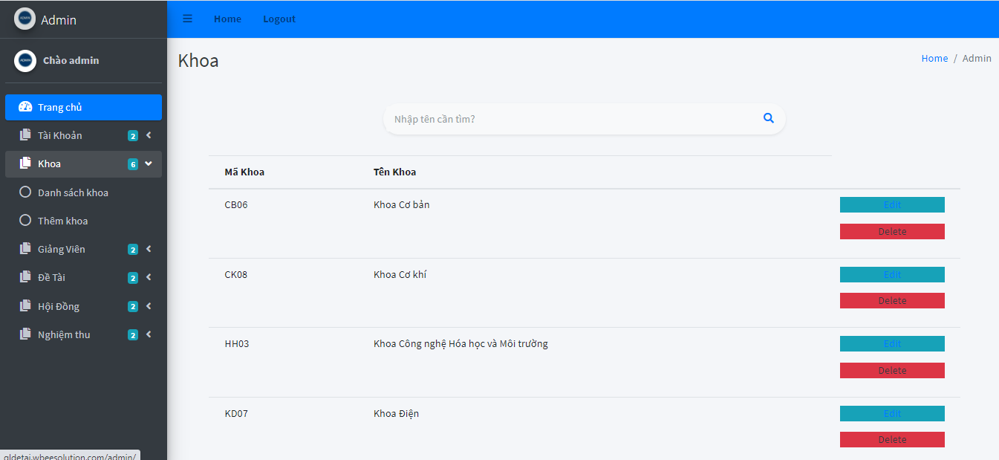 Admin
Home Logout
Chào admin
Khoa
Home / Admin
Trang chủ
Nhập tên cần tìm?
Tài Khoản 2
Khoa 6
Danh sách khoa
Thêm khoa
Giảng Viên 2
Đề Tài 2
Hội Đồng 2
Nghiệm thu 2
Mã Khoa Tên Khoa
CB06 Khoa Cơ bản Edit
Delete
CK08 Khoa Cơ khí Edit
Delete
HH03 Khoa Công nghệ Hóa học và Môi trường Edit
Delete
KD07 Khoa Điện Edit
Delete
qldetai.wbeesolution.com/admin/